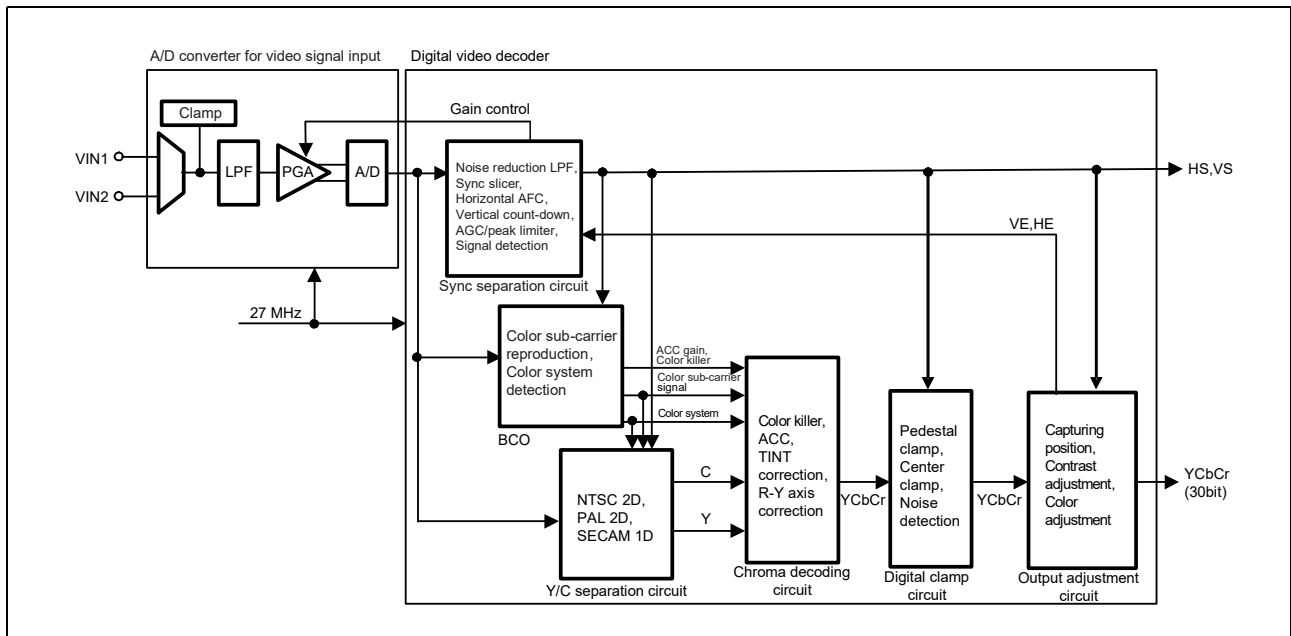 A/D converter for video signal input
Digital video decoder
Clamp
Gain control
VIN1
VIN2
LPF
PGA
A/D
Noise reduction LPF,
Sync slicer,
Horizontal AFC,
Vertical count-down,
AGC/peak limiter,
Signal detection
Sync separation circuit
HS,VS
VE,HE
27 MHz
Color sub-carrier
reproduction,
Color system
detection
BCO
ACC gain,
Color killer
Color sub-carrier
signal
Color system
NTSC 2D,
PAL 2D,
SECAM 1D
Y/C separation circuit
C
Y
Color killer,
ACC,
TINT
correction,
R-Y axis
correction
Chroma decoding
circuit
YCbCr
Pedestal
clamp,
Center
clamp,
Noise
detection
Digital clamp
circuit
YCbCr
Capturing
position,
Contrast
adjustment,
Color
adjustment
Output adjustment
circuit
YCbCr
(30bit)